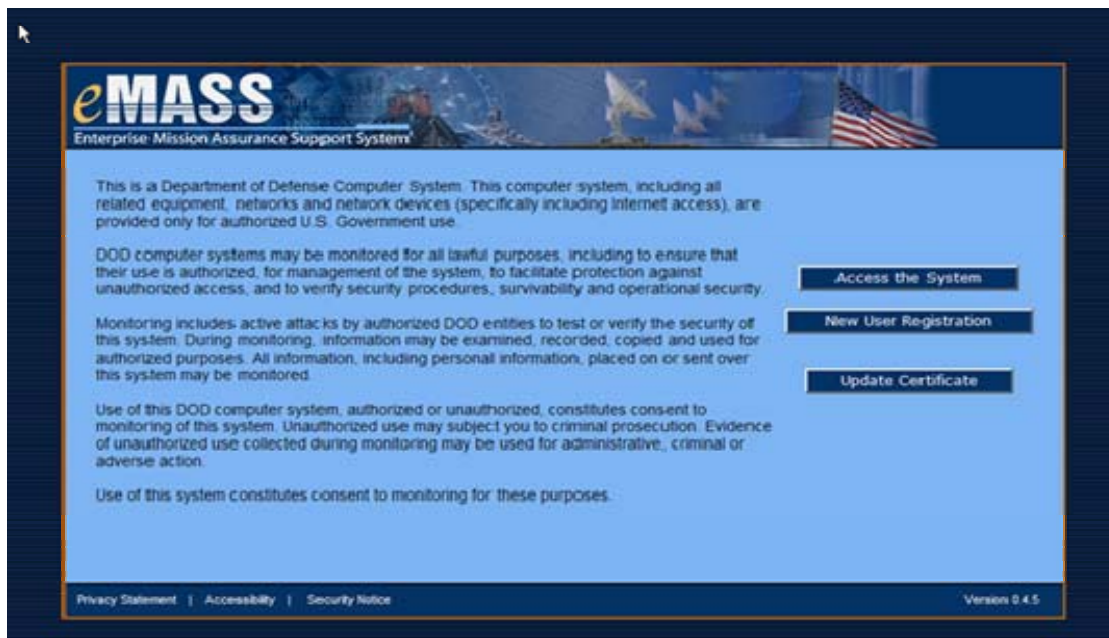 eMASS
Enterprise Mission Assurance Support System
This is a Department of Defense Computer System. This computer system, including all
related equipment, networks and network devices (specifically including Internet access), are
provided only for authorized U.S. Government use.
DOD computer systems may be monitored for all lawful purposes, including to ensure that
their use is authorized, for management of the system, to facilitate protection against
unauthorized access, and to verify security procedures, survivability and operational security.
Monitoring includes active attacks by authorized DOD entities to test or verify the security of
this system. During monitoring, information may be examined, recorded, copied and used for
authorized purposes. All information, including personal information, placed on or sent over
this system may be monitored.
Use of this DOD computer system, authorized or unauthorized, constitutes consent to
monitoring of this system. Unauthorized use may subject you to criminal prosecution. Evidence
of unauthorized use collected during monitoring may be used for administrative, criminal or
adverse action.
Use of this system constitutes consent to monitoring for these purposes.
Access the System
New User Registration
Update Certificate
Privacy Statement | Accessibility | Security Notice
Version 0.4.5